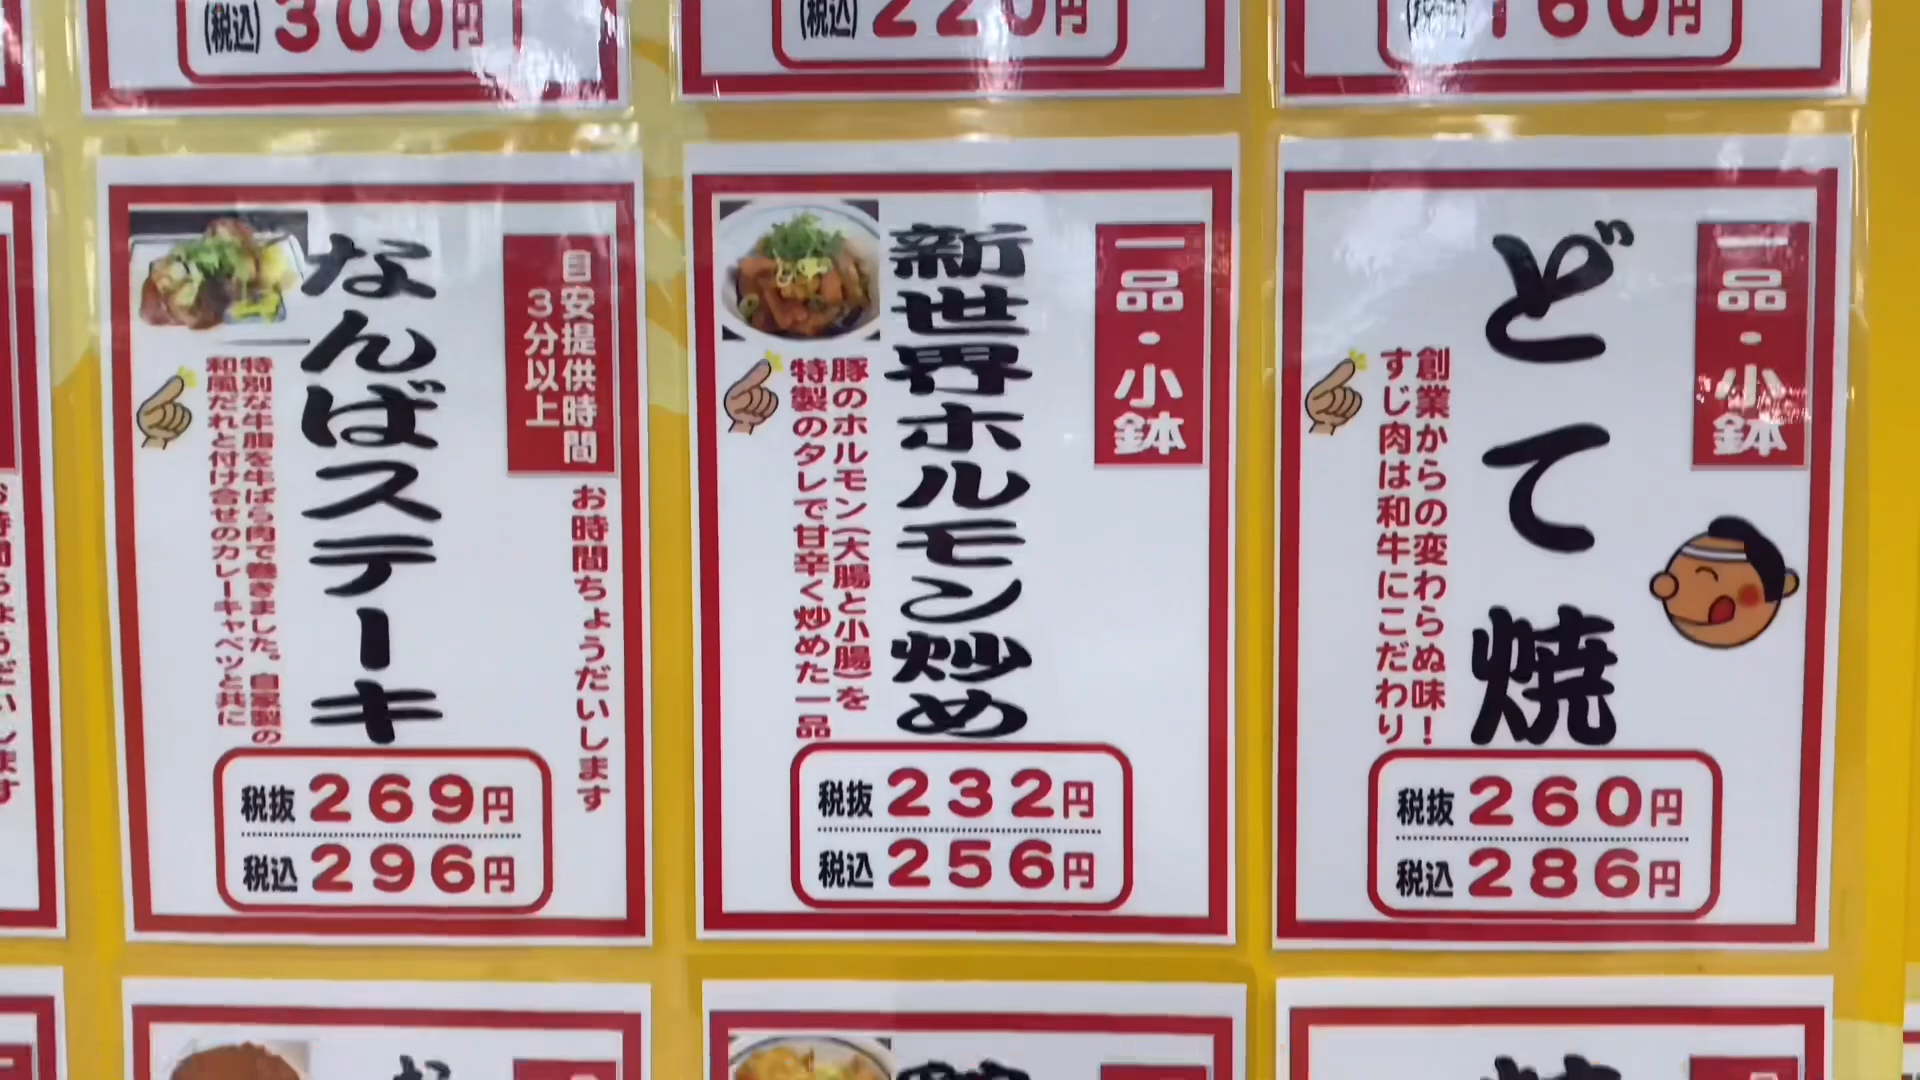 (税込)300円
(税込)220円
(税込)160円
目安提供時間
3分以上
お時間ちょうだいします
なんばステーキ
特別な牛脂を牛ばら肉で巻きました。自家製の
和風だれと付け合せのカレーキャベツと共に
税抜269円
税込296円
一品・小鉢
新世界ホルモン炒め
豚のホルモン(大腸と小腸)を
特製のタレで甘辛く炒めた一品
税抜232円
税込256円
一品・小鉢
どて焼
創業からの変わらぬ味!
すじ肉は和牛にこだわり
税抜260円
税込286円